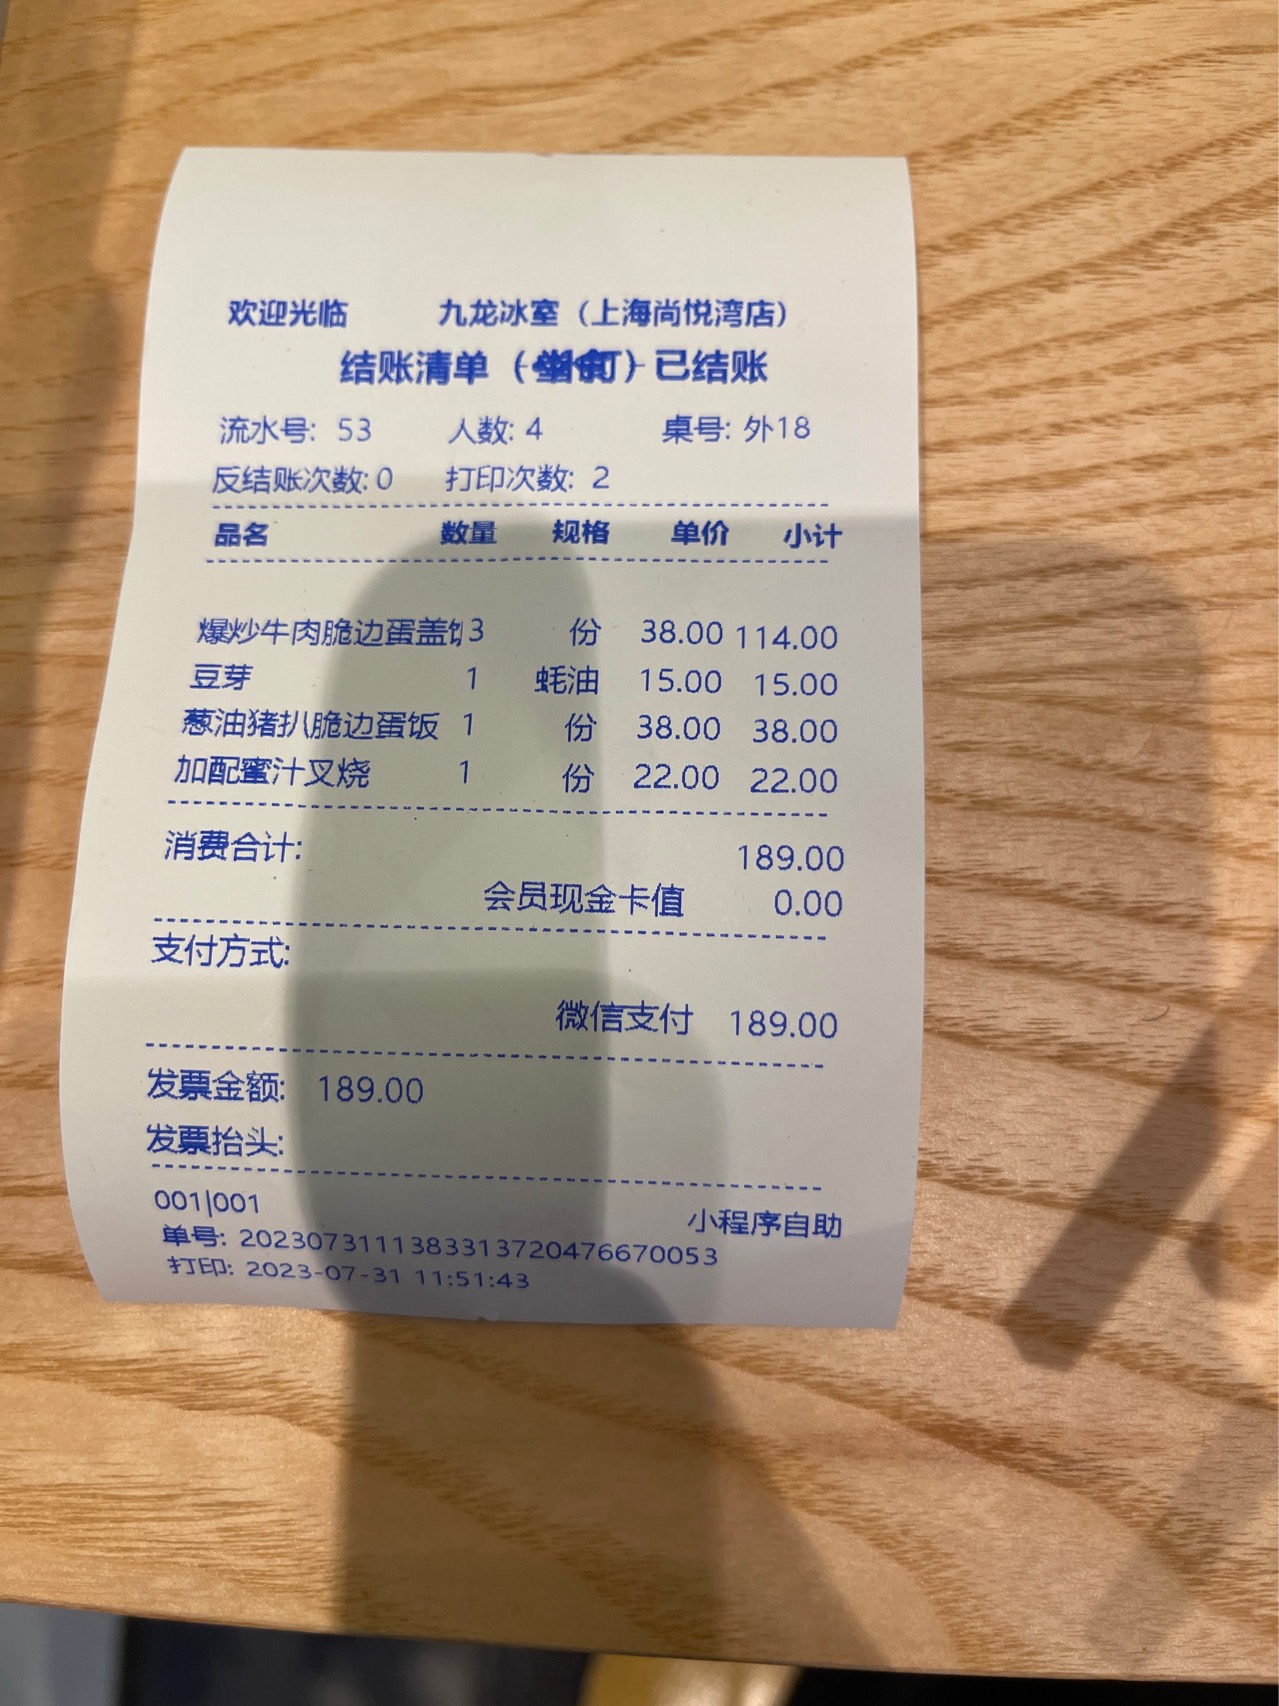 欢迎光临 九龙冰室（上海尚悦湾店）
结账清单（）已结账
流水号: 53 人数: 4 桌号: 外18
反结账次数: 0 打印次数: 2
品名 数量 规格 单价 小计
爆炒牛肉脆边蛋盖 3 份 38.00 114.00
豆芽 1 蚝油 15.00 15.00
葱油猪扒脆边蛋饭 1 份 38.00 38.00
加配蜜汁叉烧 1 份 22.00 22.00
消费合计: 189.00
会员现金卡值 0.00
支付方式:
微信支付 189.00
发票金额: 189.00
发票抬头:
001|001 小程序自助
单号: 2023073111383313720476670053
打印: 2023-07-31 11:51:43